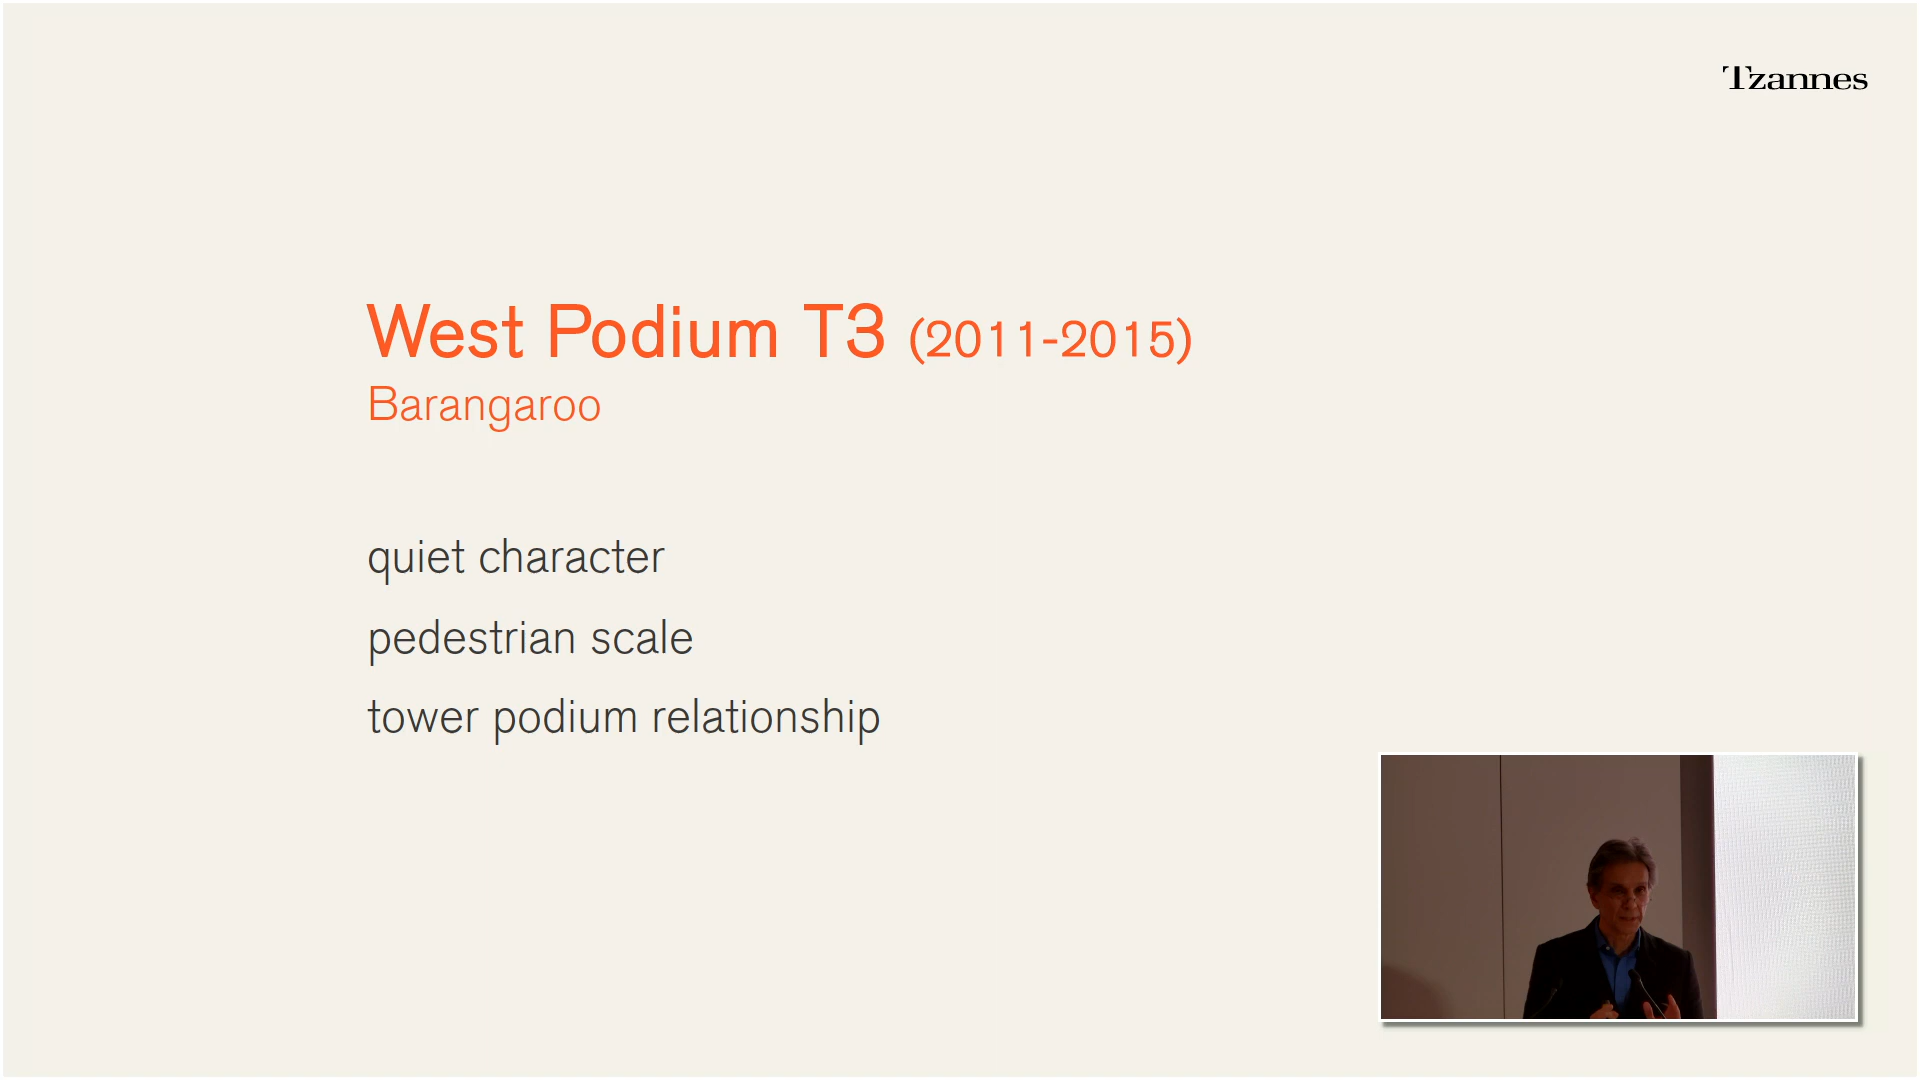 Tzannes
West Podium T3 (2011-2015)
Barangaroo
quiet character
pedestrian scale
tower podium relationship